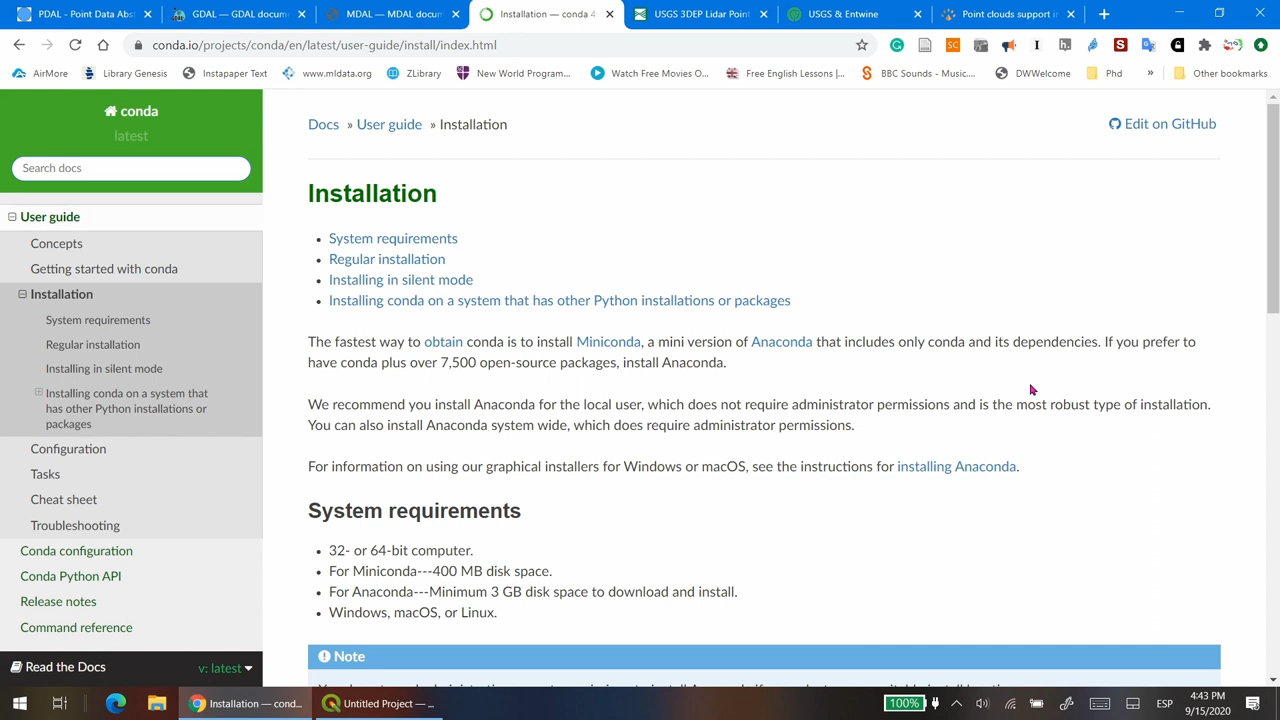 PDAL - Point Data Abst
GDAL — GDAL docum
MDAL — MDAL docum
Installation — conda 4.
USGS 3DEP Lidar Point
USGS & Entwine
Point clouds support in
conda.io/projects/conda/en/latest/user-guide/install/index.html
AirMore
Library Genesis
Instapaper Text
www.mldata.org
ZLibrary
New World Program...
Watch Free Movies O...
Free English Lessons |...
BBC Sounds - Music....
DWWelcome
Phd
»
Other bookmarks
conda
latest
Search docs
User guide
Concepts
Getting started with conda
Installation
System requirements
Regular installation
Installing in silent mode
Installing conda on a system that
has other Python installations or
packages
Configuration
Tasks
Cheat sheet
Troubleshooting
Conda configuration
Conda Python API
Release notes
Command reference
Read the Docs
v: latest
Docs » User guide » Installation
Edit on GitHub
Installation
• System requirements
• Regular installation
• Installing in silent mode
• Installing conda on a system that has other Python installations or packages
The fastest way to obtain conda is to install Miniconda, a mini version of Anaconda that includes only conda and its dependencies. If you prefer to
have conda plus over 7,500 open-source packages, install Anaconda.
We recommend you install Anaconda for the local user, which does not require administrator permissions and is the most robust type of installation.
You can also install Anaconda system wide, which does require administrator permissions.
For information on using our graphical installers for Windows or macOS, see the instructions for installing Anaconda.
System requirements
• 32- or 64-bit computer.
• For Miniconda---400 MB disk space.
• For Anaconda---Minimum 3 GB disk space to download and install.
• Windows, macOS, or Linux.
Note
Installation — cond...
Untitled Project — ...
100%
ESP
4:43 PM
9/15/2020